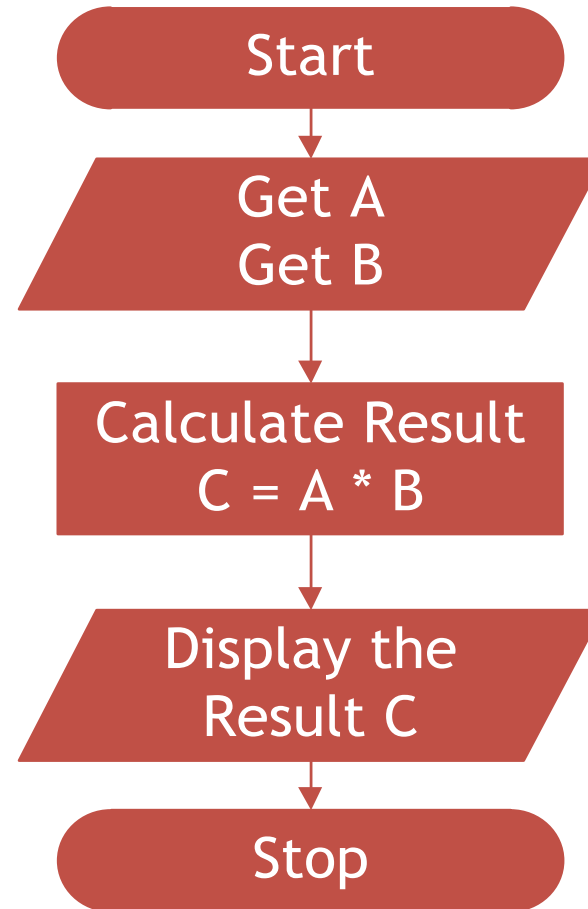 Start
Get A
Get B
Calculate Result
C = A * B
Display the
Result C
Stop